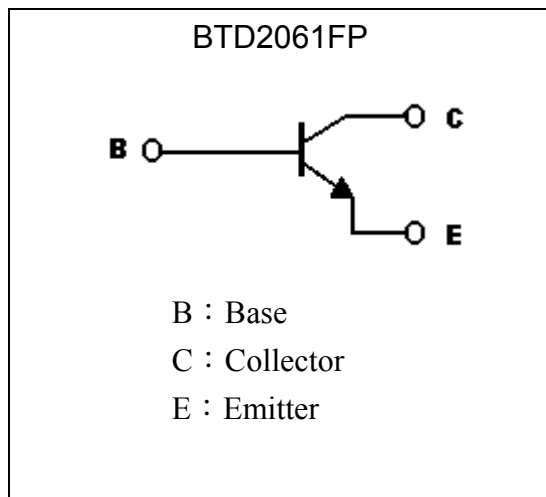 BTD2061FP
C
B
E
B：Base
C：Collector
E：Emitter